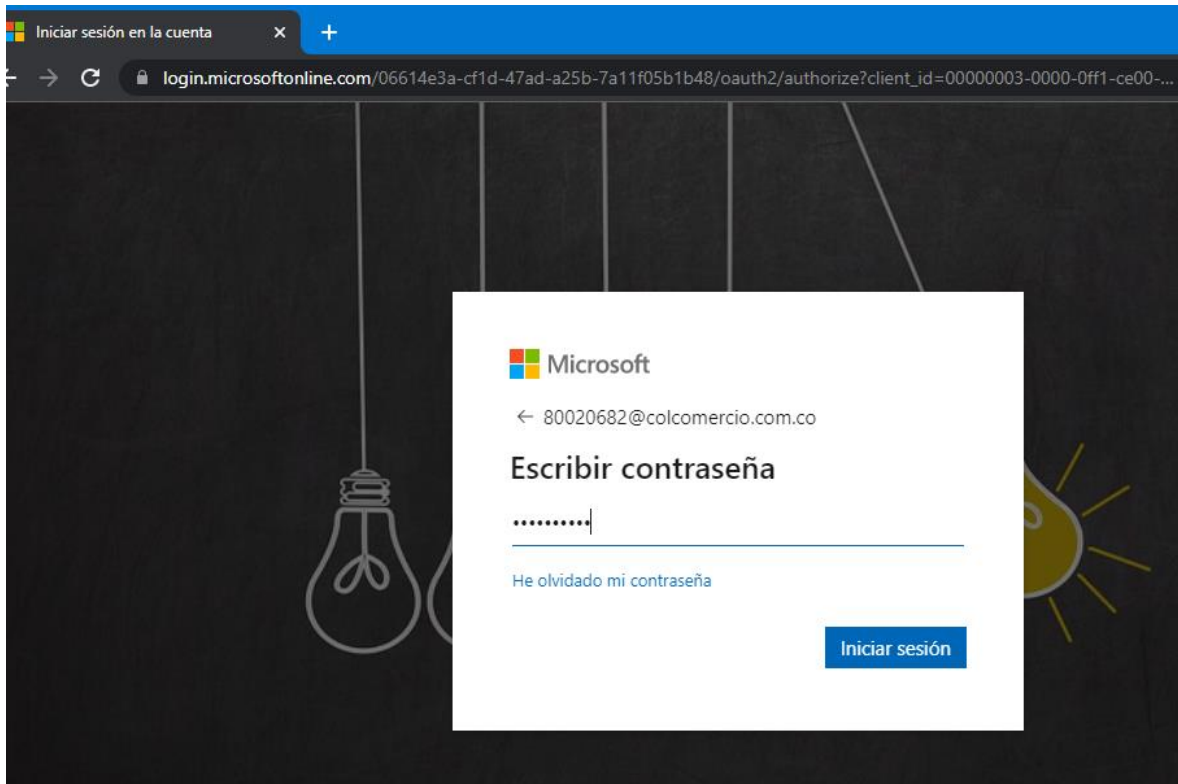 Iniciar sesión en la cuenta
login.microsoftonline.com/06614e3a-cf1d-47ad-a25b-7a11f05b1b48/oauth2/authorize?client_id=00000003-0000-0ff1-ce00-...
Microsoft
← 80020682@colcomercio.com.co
Escribir contraseña
••••••••••
He olvidado mi contraseña
Iniciar sesión